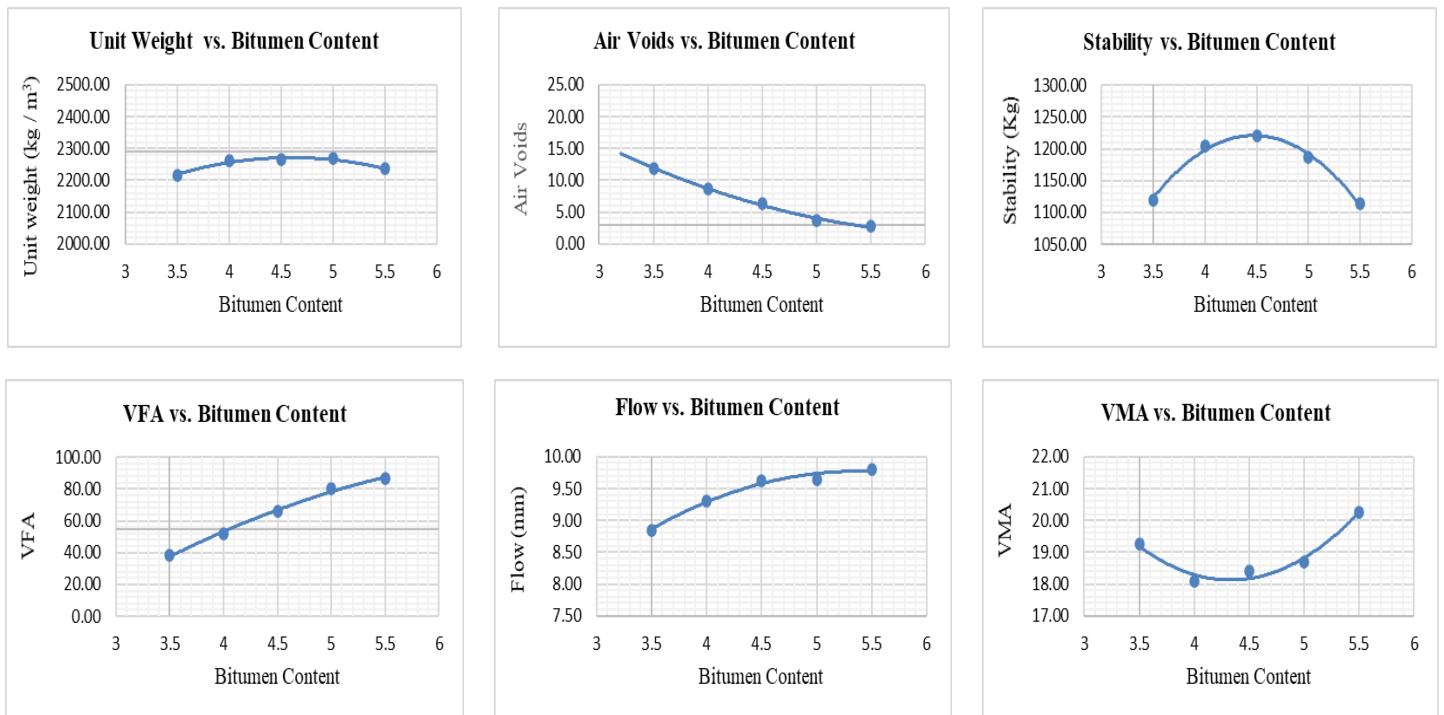 Unit Weight vs. Bitumen Content
Unit weight (kg / m³)
2500.00
2400.00
2300.00
2200.00
2100.00
2000.00
3 3.5 4 4.5 5 5.5 6
Bitumen Content
Air Voids vs. Bitumen Content
Air Voids
25.00
20.00
15.00
10.00
5.00
0.00
3 3.5 4 4.5 5 5.5 6
Bitumen Content
Stability vs. Bitumen Content
Stability (Kg)
1300.00
1250.00
1200.00
1150.00
1100.00
1050.00
3 3.5 4 4.5 5 5.5 6
Bitumen Content
VFA vs. Bitumen Content
VFA
100.00
80.00
60.00
40.00
20.00
0.00
3 3.5 4 4.5 5 5.5 6
Bitumen Content
Flow vs. Bitumen Content
Flow (mm)
10.00
9.50
9.00
8.50
8.00
7.50
3 3.5 4 4.5 5 5.5 6
Bitumen Content
VMA vs. Bitumen Content
VMA
22.00
21.00
20.00
19.00
18.00
17.00
3 3.5 4 4.5 5 5.5 6
Bitumen Content